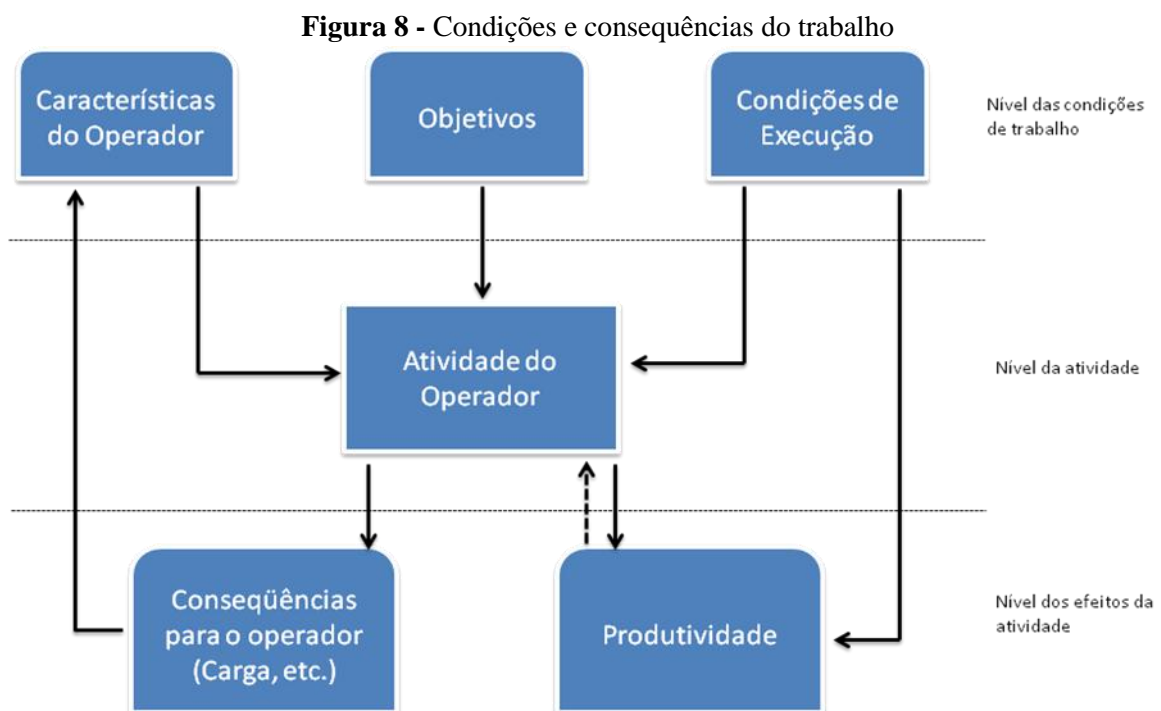 Figura 8 - Condições e consequências do trabalho
Características
do Operador
Objetivos
Condições de
Execução
Nível das condições
de trabalho
Atividade do
Operador
Nível da atividade
Conseqüências
para o operador
(Carga, etc.)
Produtividade
Nível dos efeitos da
atividade